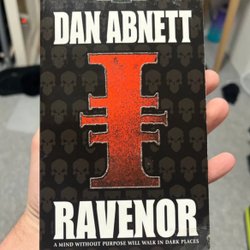 DAN ABNETT
RAVENOR
A MIND WITHOUT PURPOSE WILL WALK IN DARK PLACES